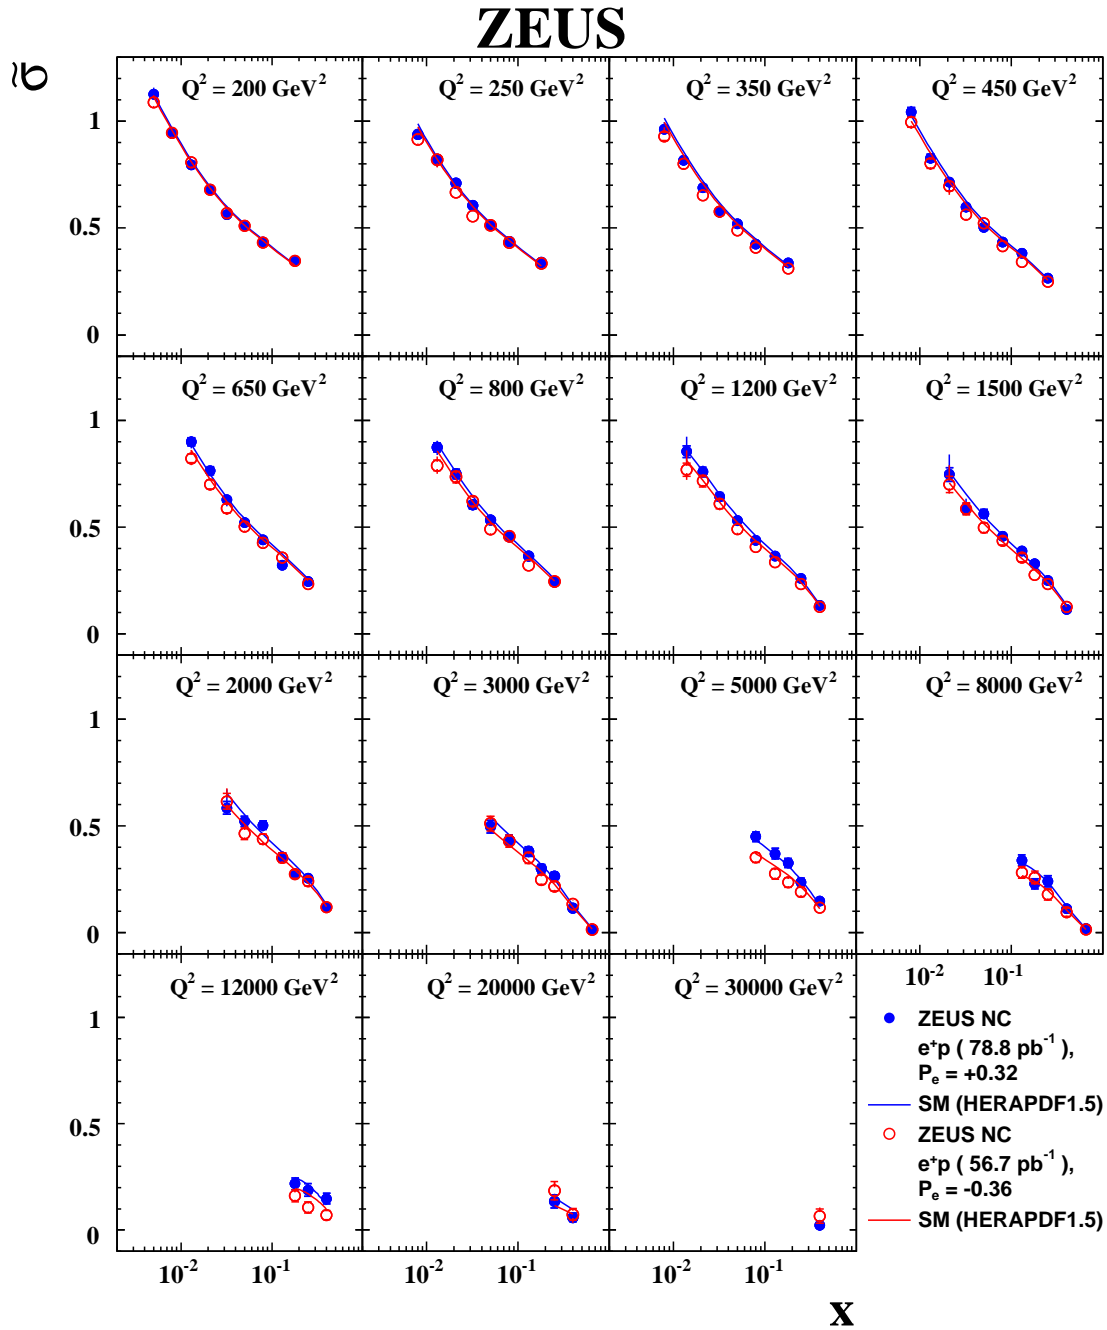 ZEUS
σ̃
Q² = 200 GeV²
Q² = 250 GeV²
Q² = 350 GeV²
Q² = 450 GeV²
1
0.5
0
Q² = 650 GeV²
Q² = 800 GeV²
Q² = 1200 GeV²
Q² = 1500 GeV²
1
0.5
0
Q² = 2000 GeV²
Q² = 3000 GeV²
Q² = 5000 GeV²
Q² = 8000 GeV²
1
0.5
0
10⁻² 10⁻¹
Q² = 12000 GeV²
Q² = 20000 GeV²
Q² = 30000 GeV²
1
0.5
0
10⁻² 10⁻¹
10⁻² 10⁻¹
10⁻² 10⁻¹
ZEUS NC
e⁺p ( 78.8 pb⁻¹ ),
Pₑ = +0.32
SM (HERAPDF1.5)
ZEUS NC
e⁺p ( 56.7 pb⁻¹ ),
Pₑ = -0.36
SM (HERAPDF1.5)
x